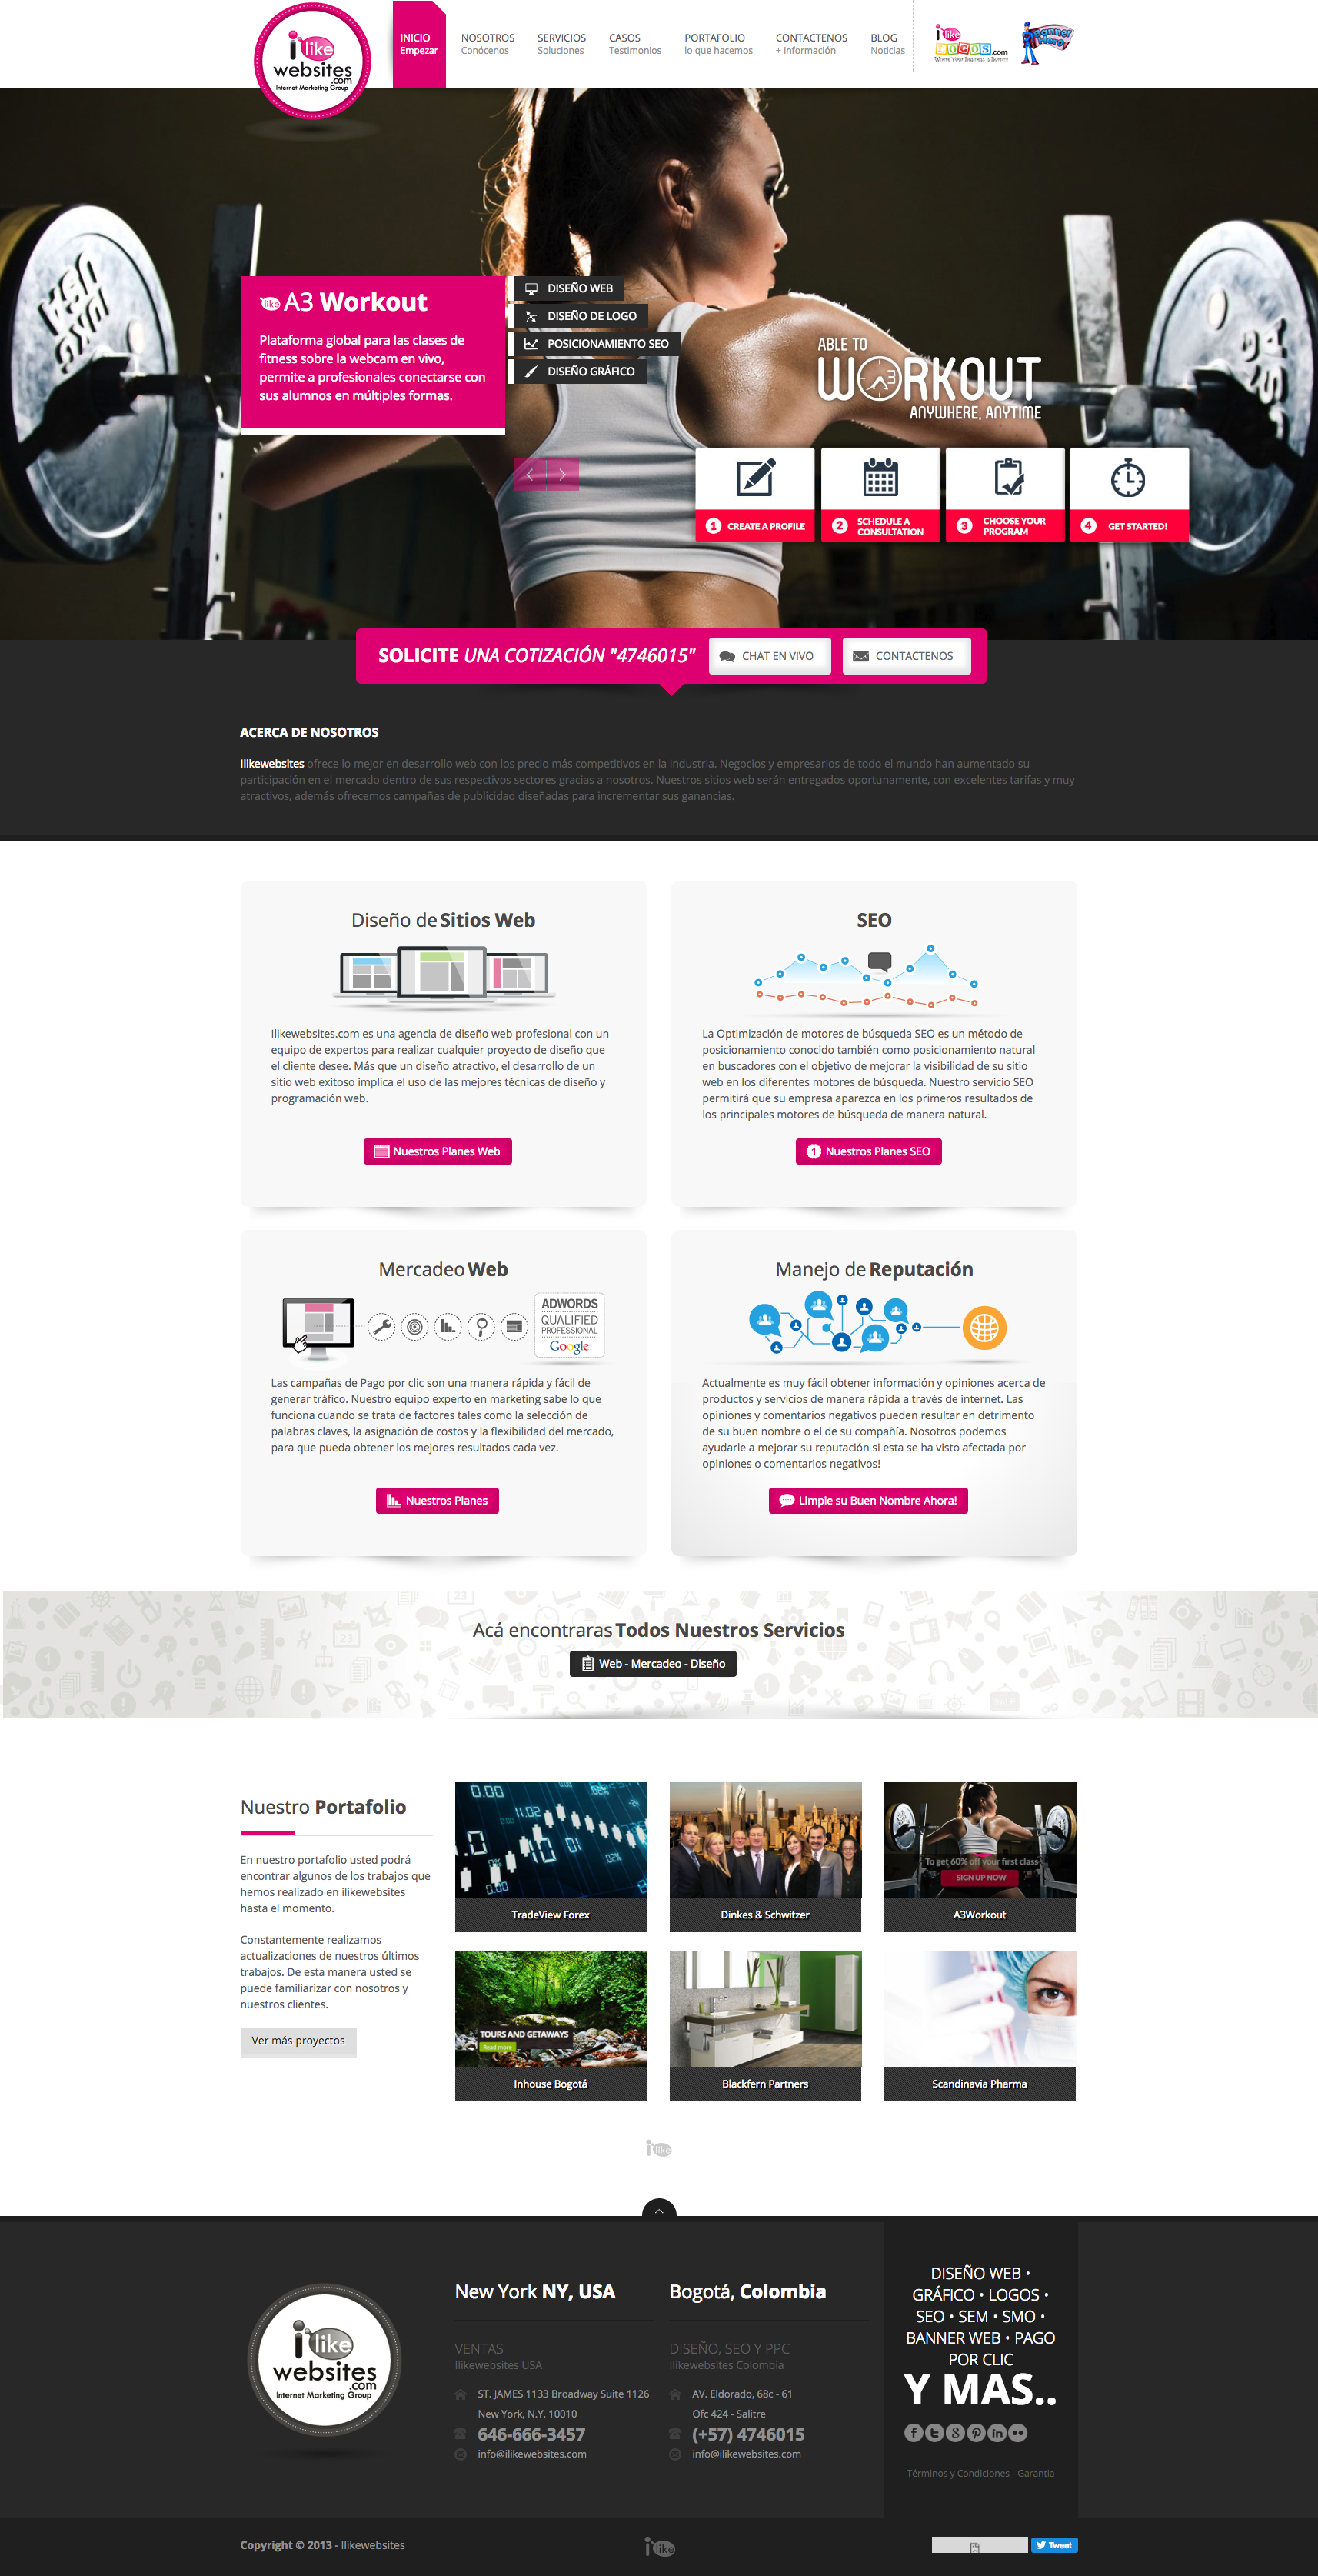 i like
websites
.com
Internet Marketing Group
INICIO
Empezar
NOSOTROS
Conócenos
SERVICIOS
Soluciones
CASOS
Testimonios
PORTAFOLIO
lo que hacemos
CONTACTENOS
+ Información
BLOG
Noticias
i like
LOGOS.com
Where Your Business is Born!!!
Banner
Hero
like A3 Workout
Plataforma global para las clases de
fitness sobre la webcam en vivo,
permite a profesionales conectarse con
sus alumnos en múltiples formas.
DISEÑO WEB
DISEÑO DE LOGO
POSICIONAMIENTO SEO
DISEÑO GRÁFICO
ABLE TO
WORKOUT
A3
ANYWHERE, ANYTIME
1 CREATE A PROFILE
2 SCHEDULE A
CONSULTATION
3 CHOOSE YOUR
PROGRAM
4 GET STARTED!
SOLICITE UNA COTIZACIÓN "4746015"
CHAT EN VIVO
CONTACTENOS
ACERCA DE NOSOTROS
Ilikewebsites ofrece lo mejor en desarrollo web con los precio más competitivos en la industria. Negocios y empresarios de todo el mundo han aumentado su
participación en el mercado dentro de sus respectivos sectores gracias a nosotros. Nuestros sitios web serán entregados oportunamente, con excelentes tarifas y muy
atractivos, además ofrecemos campañas de publicidad diseñadas para incrementar sus ganancias.
Diseño de Sitios Web
Ilikewebsites.com es una agencia de diseño web profesional con un
equipo de expertos para realizar cualquier proyecto de diseño que
el cliente desee. Más que un diseño atractivo, el desarrollo de un
sitio web exitoso implica el uso de las mejores técnicas de diseño y
programación web.
Nuestros Planes Web
SEO
La Optimización de motores de búsqueda SEO es un método de
posicionamiento conocido también como posicionamiento natural
en buscadores con el objetivo de mejorar la visibilidad de su sitio
web en los diferentes motores de búsqueda. Nuestro servicio SEO
permitirá que su empresa aparezca en los primeros resultados de
los principales motores de búsqueda de manera natural.
1 Nuestros Planes SEO
Mercadeo Web
ADWORDS
QUALIFIED
PROFESSIONAL
Google
Las campañas de Pago por clic son una manera rápida y fácil de
generar tráfico. Nuestro equipo experto en marketing sabe lo que
funciona cuando se trata de factores tales como la selección de
palabras claves, la asignación de costos y la flexibilidad del mercado,
para que pueda obtener los mejores resultados cada vez.
Nuestros Planes
Manejo de Reputación
Actualmente es muy fácil obtener información y opiniones acerca de
productos y servicios de manera rápida a través de internet. Las
opiniones y comentarios negativos pueden resultar en detrimento
de su buen nombre o el de su compañía. Nosotros podemos
ayudarle a mejorar su reputación si esta se ha visto afectada por
opiniones o comentarios negativos!
Limpie su Buen Nombre Ahora!
Acá encontraras Todos Nuestros Servicios
Web - Mercadeo - Diseño
Nuestro Portafolio
En nuestro portafolio usted podrá
encontrar algunos de los trabajos que
hemos realizado en ilikewebsites
hasta el momento.
Constantemente realizamos
actualizaciones de nuestros últimos
trabajos. De esta manera usted se
puede familiarizar con nosotros y
nuestros clientes.
Ver más proyectos
0.00
11.02
TradeView Forex
Dinkes & Schwitzer
To get 60% off your first class
SIGN UP NOW
A3Workout
TOURS AND GETAWAYS
Read more
Inhouse Bogotá
Blackfern Partners
Scandinavia Pharma
i like
i like
websites
.com
Internet Marketing Group
New York NY, USA
VENTAS
Ilikewebsites USA
ST. JAMES 1133 Broadway Suite 1126
New York, N.Y. 10010
646-666-3457
info@ilikewebsites.com
Bogotá, Colombia
DISEÑO, SEO Y PPC
Ilikewebsites Colombia
AV. Eldorado, 68c - 61
Ofc 424 - Salitre
(+57) 4746015
info@ilikewebsites.com
DISEÑO WEB •
GRÁFICO • LOGOS •
SEO • SEM • SMO •
BANNER WEB • PAGO
POR CLIC
Y MAS..
Términos y Condiciones - Garantia
Copyright © 2013 - Ilikewebsites
i like
Tweet